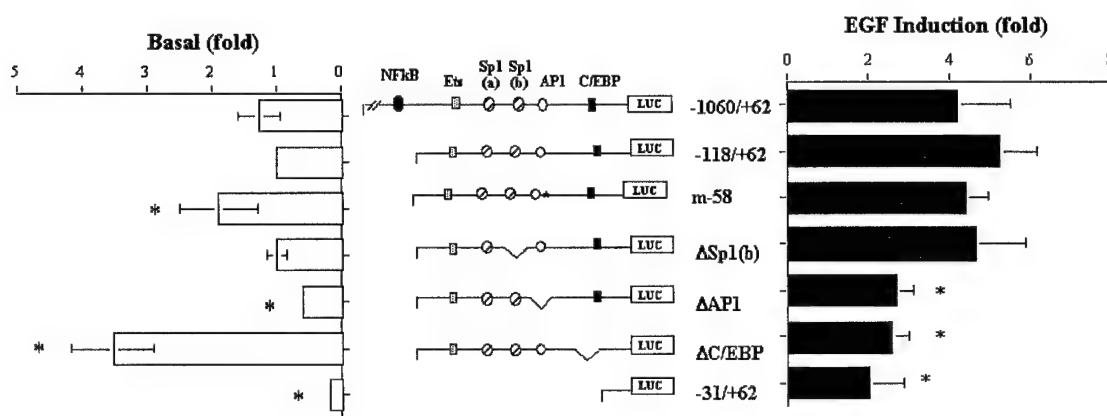 Basal (fold)
5 4 3 2 1 0
EGF Induction (fold)
0 2 4 6 8
NFkB Ets Sp1 (a) Sp1 (b) AP1 C/EBP
LUC -1060/+62
LUC -118/+62
* * LUC m-58
LUC ΔSp1(b)
* LUC ΔAP1 *
* LUC ΔC/EBP *
* LUC -31/+62 *